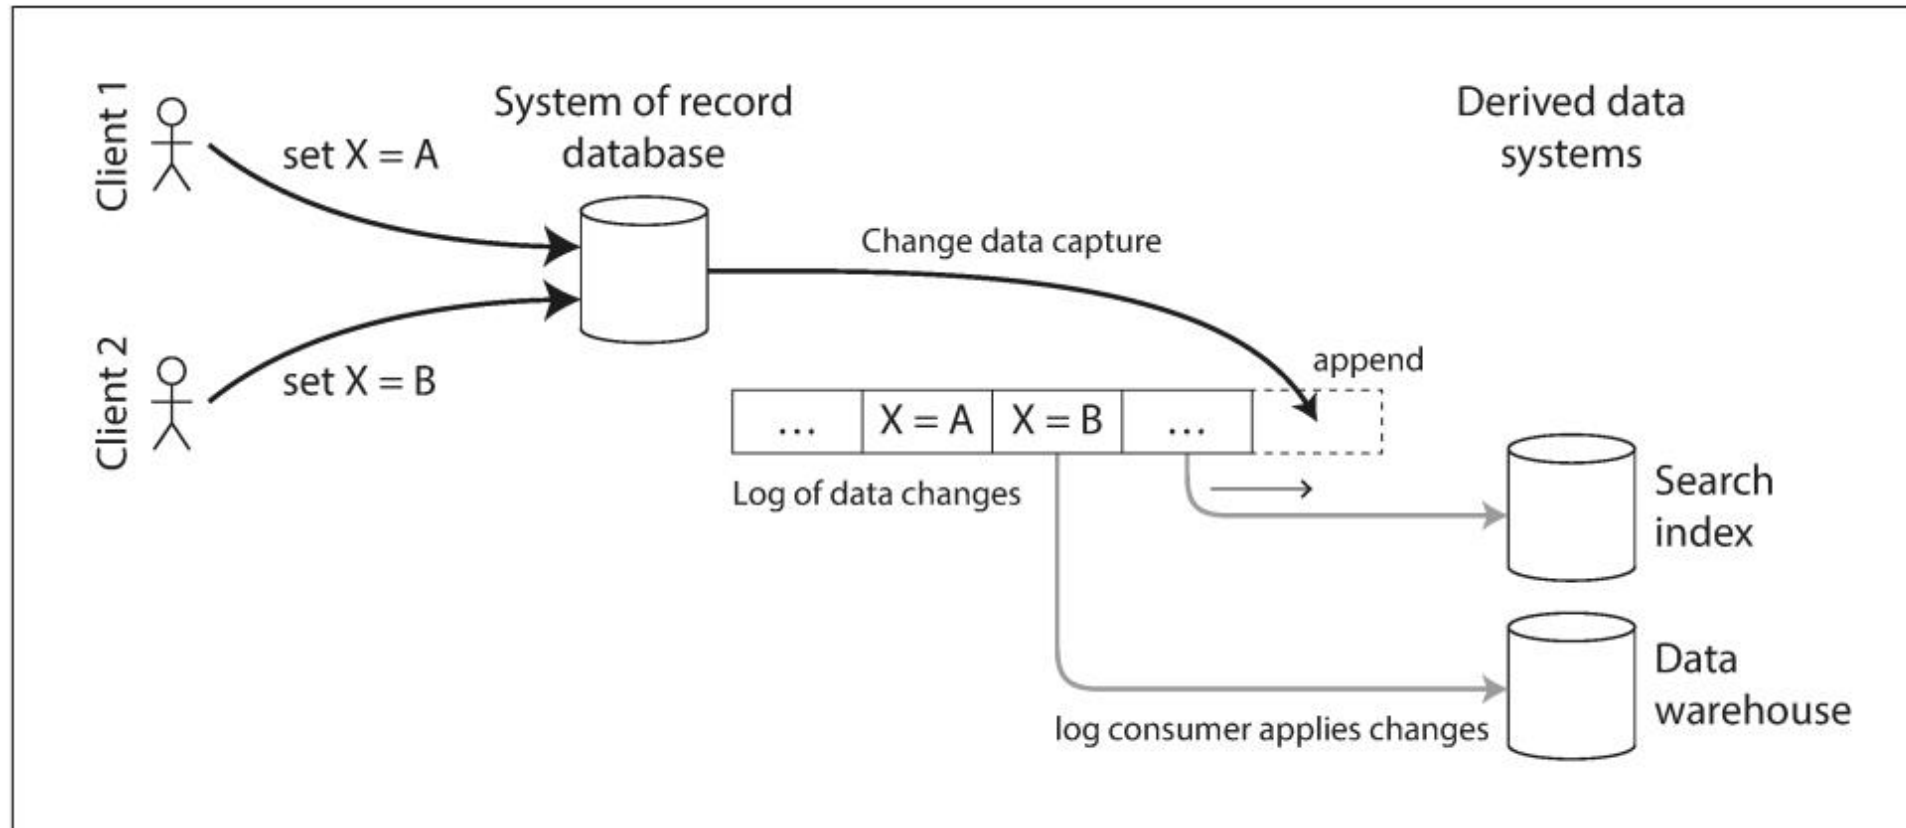 Client 1
set X = A
System of record
database
Derived data
systems
Change data capture
Client 2
set X = B
append
...
X = A
X = B
...
Log of data changes
Search
index
Data
warehouse
log consumer applies changes